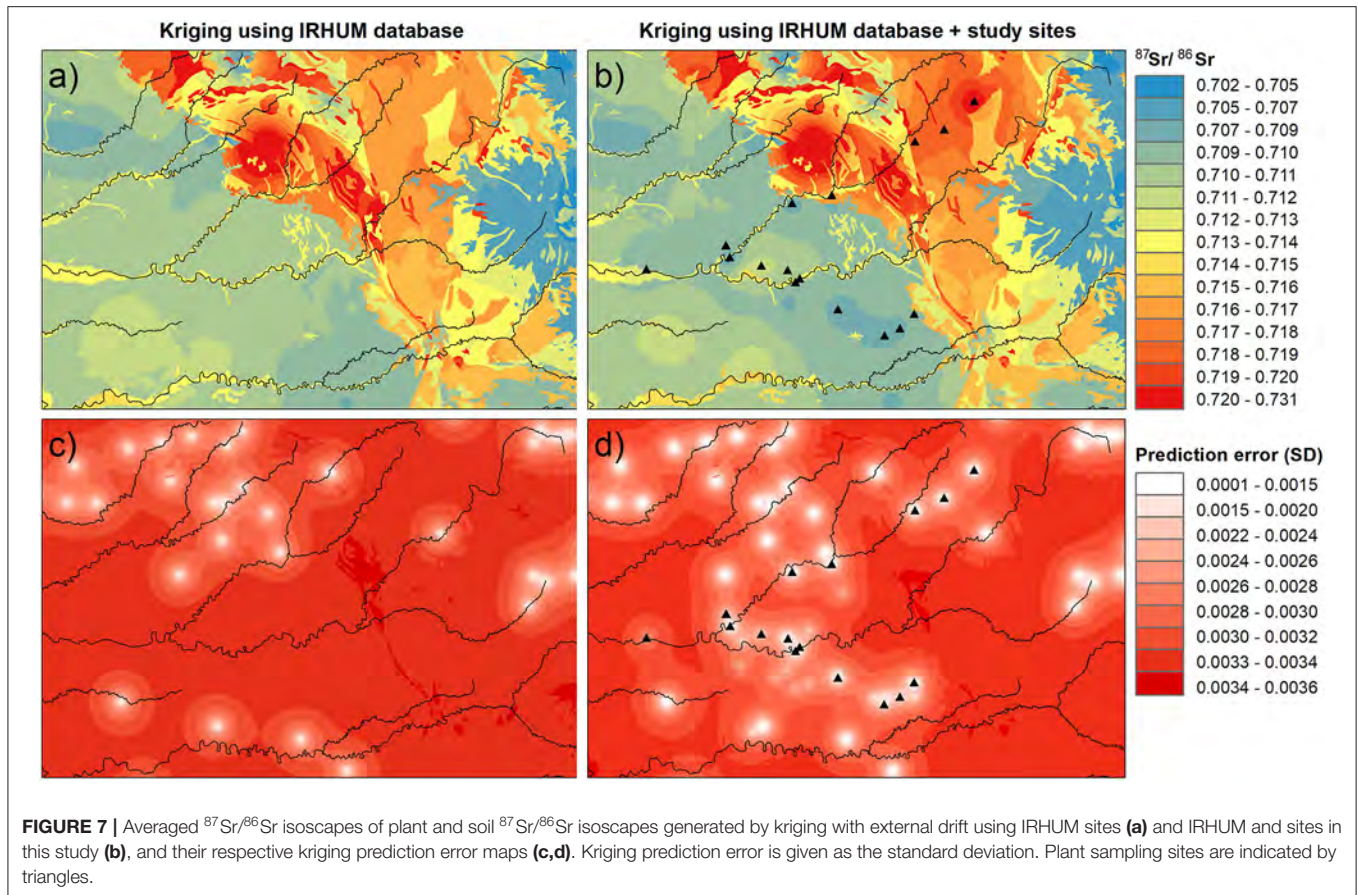 Kriging using IRHUM database
Kriging using IRHUM database + study sites
a)
b)
⁸⁷Sr/ ⁸⁶Sr
0.702 - 0.705
0.705 - 0.707
0.707 - 0.709
0.709 - 0.710
0.710 - 0.711
0.711 - 0.712
0.712 - 0.713
0.713 - 0.714
0.714 - 0.715
0.715 - 0.716
0.716 - 0.717
0.717 - 0.718
0.718 - 0.719
0.719 - 0.720
0.720 - 0.731
c)
d)
Prediction error (SD)
0.0001 - 0.0015
0.0015 - 0.0020
0.0022 - 0.0024
0.0024 - 0.0026
0.0026 - 0.0028
0.0028 - 0.0030
0.0030 - 0.0032
0.0033 - 0.0034
0.0034 - 0.0036
FIGURE 7 | Averaged ⁸⁷Sr/⁸⁶Sr isoscapes of plant and soil ⁸⁷Sr/⁸⁶Sr isoscapes generated by kriging with external drift using IRHUM sites (a) and IRHUM and sites in
this study (b), and their respective kriging prediction error maps (c,d). Kriging prediction error is given as the standard deviation. Plant sampling sites are indicated by
triangles.